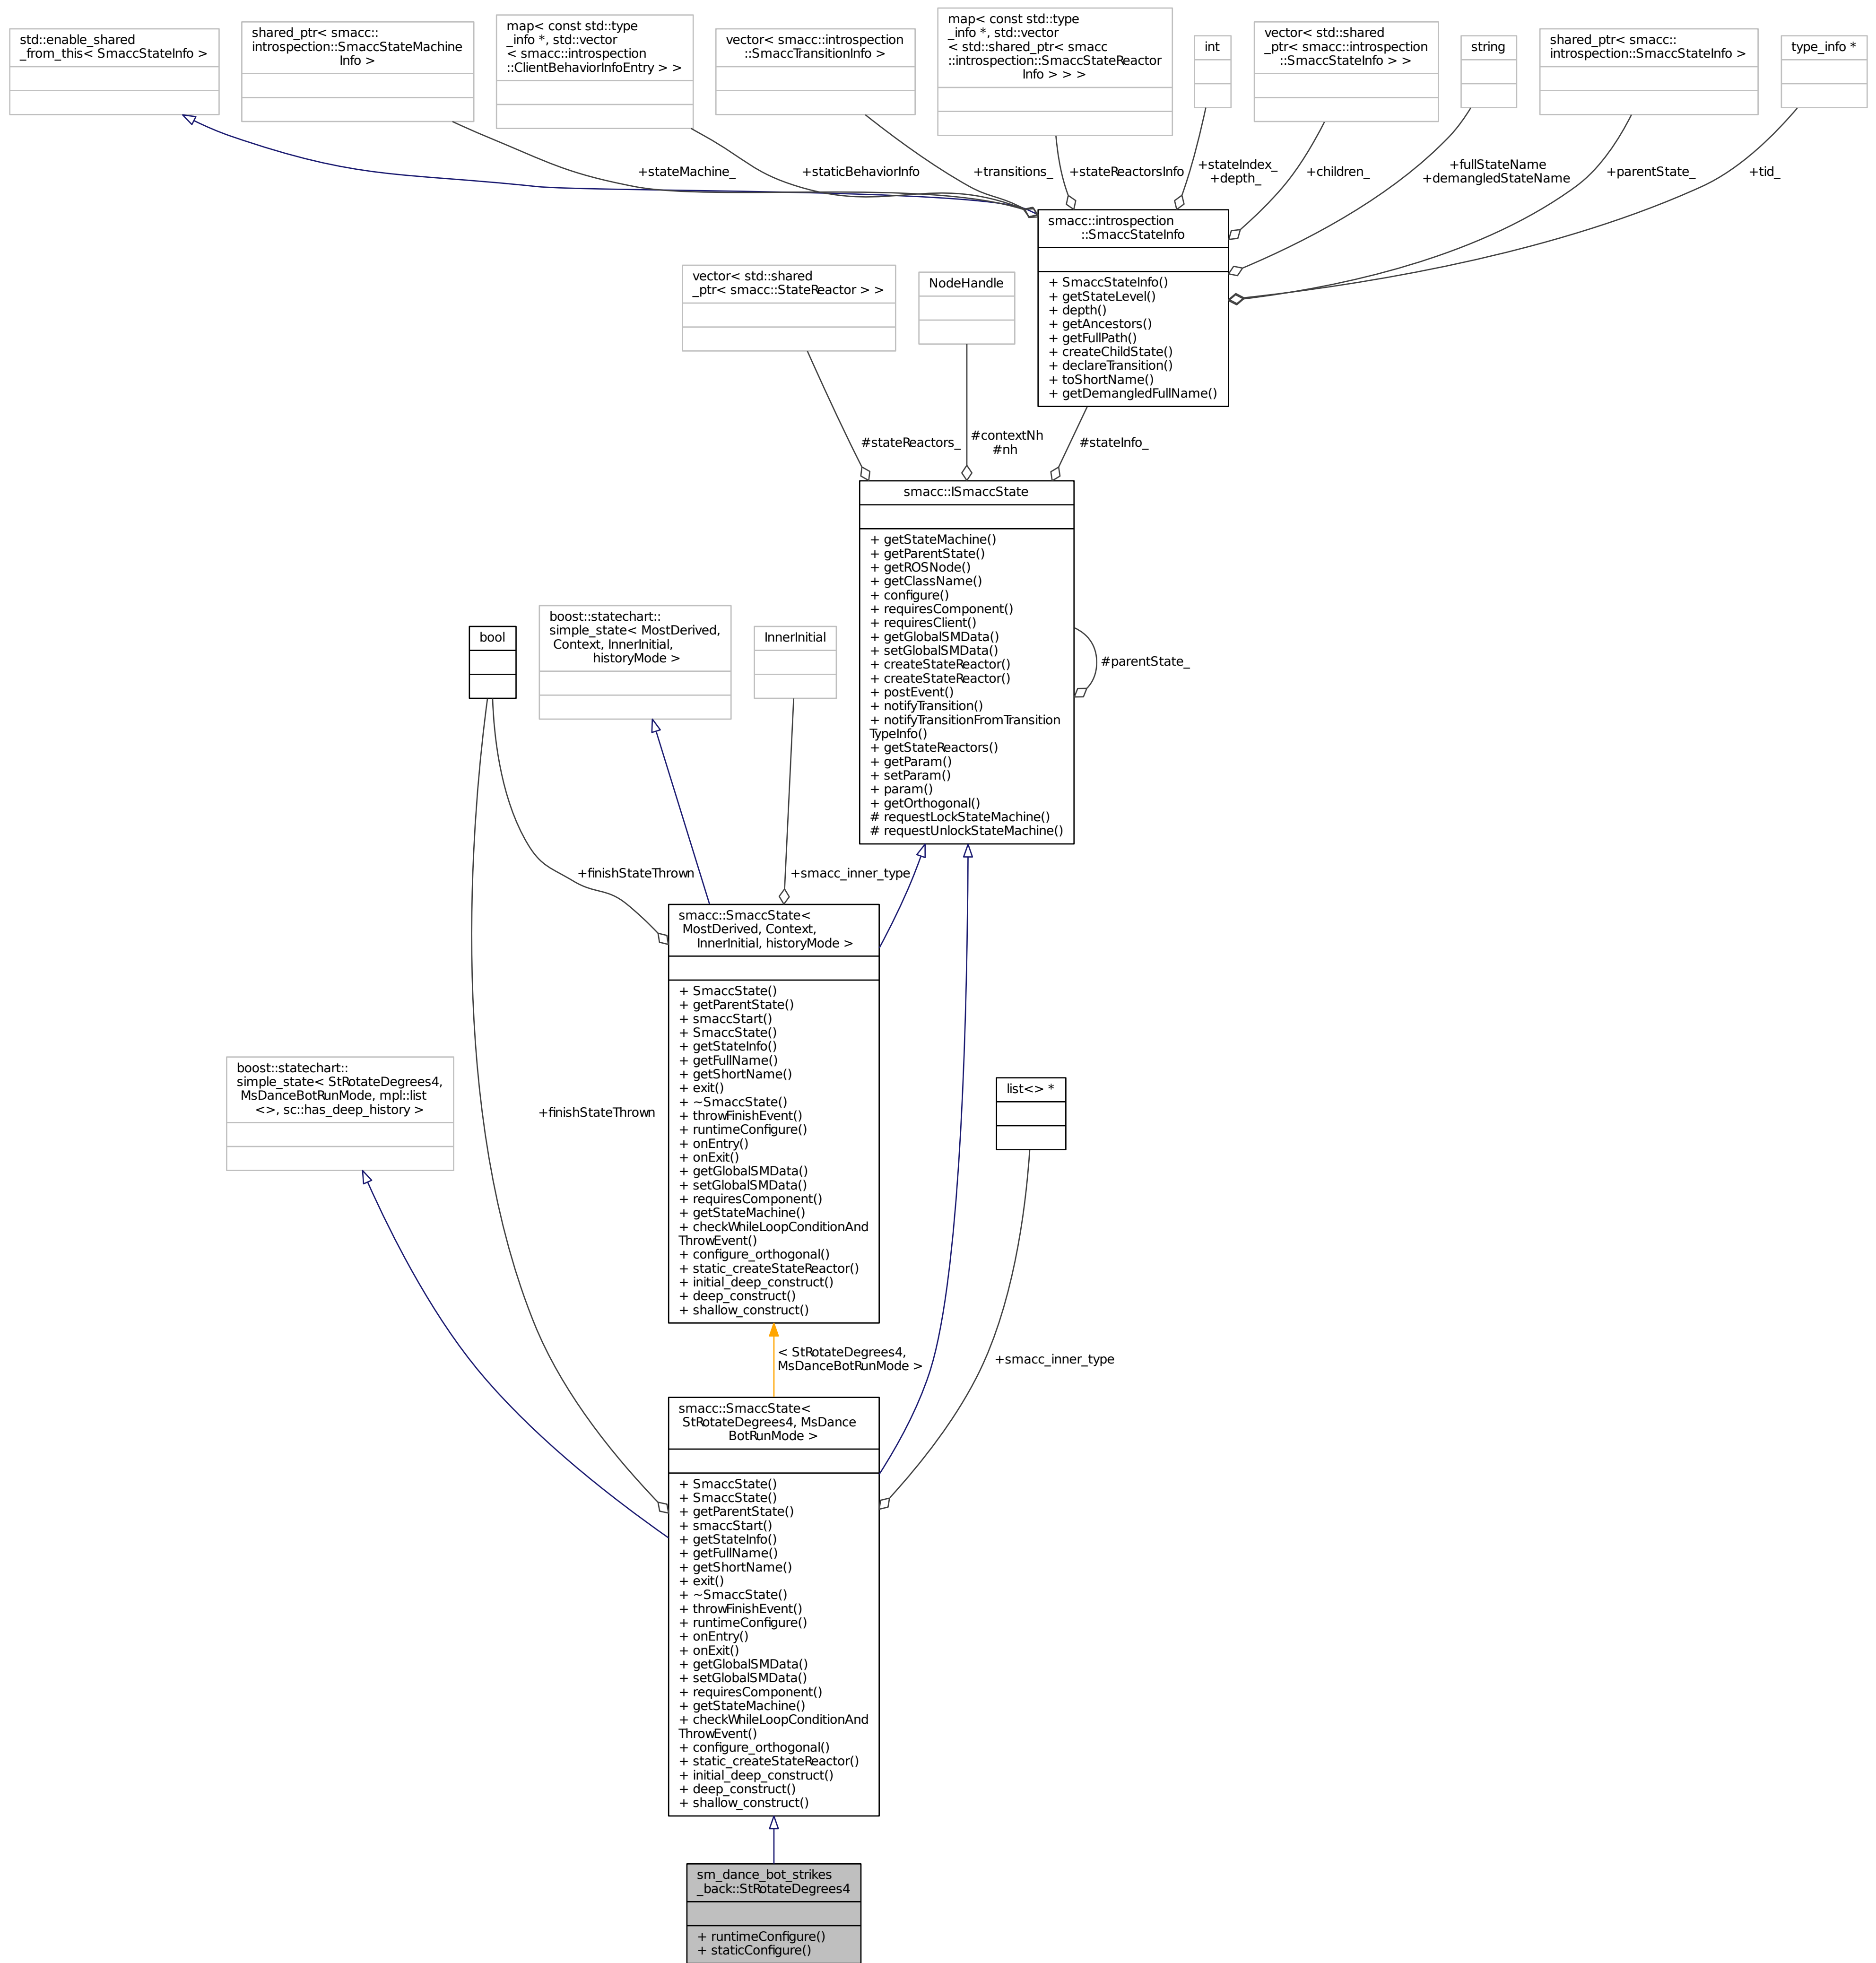 std::enable_shared
_from_this< SmaccStateInfo >
shared_ptr< smacc::
introspection::SmaccStateMachine
Info >
map< const std::type
_info *, std::vector
< smacc::introspection
::ClientBehaviorInfoEntry > >
vector< smacc::introspection
::SmaccTransitionInfo >
map< const std::type
_info *, std::vector
< std::shared_ptr< smacc
::introspection::SmaccStateReactor
Info > > >
int
vector< std::shared
_ptr< smacc::introspection
::SmaccStateInfo > >
string
shared_ptr< smacc::
introspection::SmaccStateInfo >
type_info *
+stateMachine_
+staticBehaviorInfo
+transitions_
+stateReactorsInfo
+stateIndex_
+depth_
+children_
+fullStateName
+demangledStateName
+parentState_
+tid_
smacc::introspection
::SmaccStateInfo
+ SmaccStateInfo()
+ getStateLevel()
+ depth()
+ getAncestors()
+ getFullPath()
+ createChildState()
+ declareTransition()
+ toShortName()
+ getDemangledFullName()
vector< std::shared
_ptr< smacc::StateReactor > >
NodeHandle
#stateReactors_
#contextNh
#nh
#stateInfo_
smacc::ISmaccState
+ getStateMachine()
+ getParentState()
+ getROSNode()
+ getClassName()
+ configure()
+ requiresComponent()
+ requiresClient()
+ getGlobalSMData()
+ setGlobalSMData()
+ createStateReactor()
+ createStateReactor()
+ postEvent()
+ notifyTransition()
+ notifyTransitionFromTransition
TypeInfo()
+ getStateReactors()
+ getParam()
+ setParam()
+ param()
+ getOrthogonal()
# requestLockStateMachine()
# requestUnlockStateMachine()
#parentState_
bool
boost::statechart::
simple_state< MostDerived,
Context, InnerInitial,
historyMode >
InnerInitial
+finishStateThrown
+smacc_inner_type
smacc::SmaccState<
MostDerived, Context,
InnerInitial, historyMode >
+ SmaccState()
+ getParentState()
+ smaccStart()
+ SmaccState()
+ getStateInfo()
+ getFullName()
+ getShortName()
+ exit()
+ ~SmaccState()
+ throwFinishEvent()
+ runtimeConfigure()
+ onEntry()
+ onExit()
+ getGlobalSMData()
+ setGlobalSMData()
+ requiresComponent()
+ getStateMachine()
+ checkWhileLoopConditionAnd
ThrowEvent()
+ configure_orthogonal()
+ static_createStateReactor()
+ initial_deep_construct()
+ deep_construct()
+ shallow_construct()
boost::statechart::
simple_state< StRotateDegrees4,
MsDanceBotRunMode, mpl::list
<>, sc::has_deep_history >
+finishStateThrown
list<> *
< StRotateDegrees4,
MsDanceBotRunMode >
+smacc_inner_type
smacc::SmaccState<
StRotateDegrees4, MsDance
BotRunMode >
+ SmaccState()
+ SmaccState()
+ getParentState()
+ smaccStart()
+ getStateInfo()
+ getFullName()
+ getShortName()
+ exit()
+ ~SmaccState()
+ throwFinishEvent()
+ runtimeConfigure()
+ onEntry()
+ onExit()
+ getGlobalSMData()
+ setGlobalSMData()
+ requiresComponent()
+ getStateMachine()
+ checkWhileLoopConditionAnd
ThrowEvent()
+ configure_orthogonal()
+ static_createStateReactor()
+ initial_deep_construct()
+ deep_construct()
+ shallow_construct()
sm_dance_bot_strikes
_back::StRotateDegrees4
+ runtimeConfigure()
+ staticConfigure()